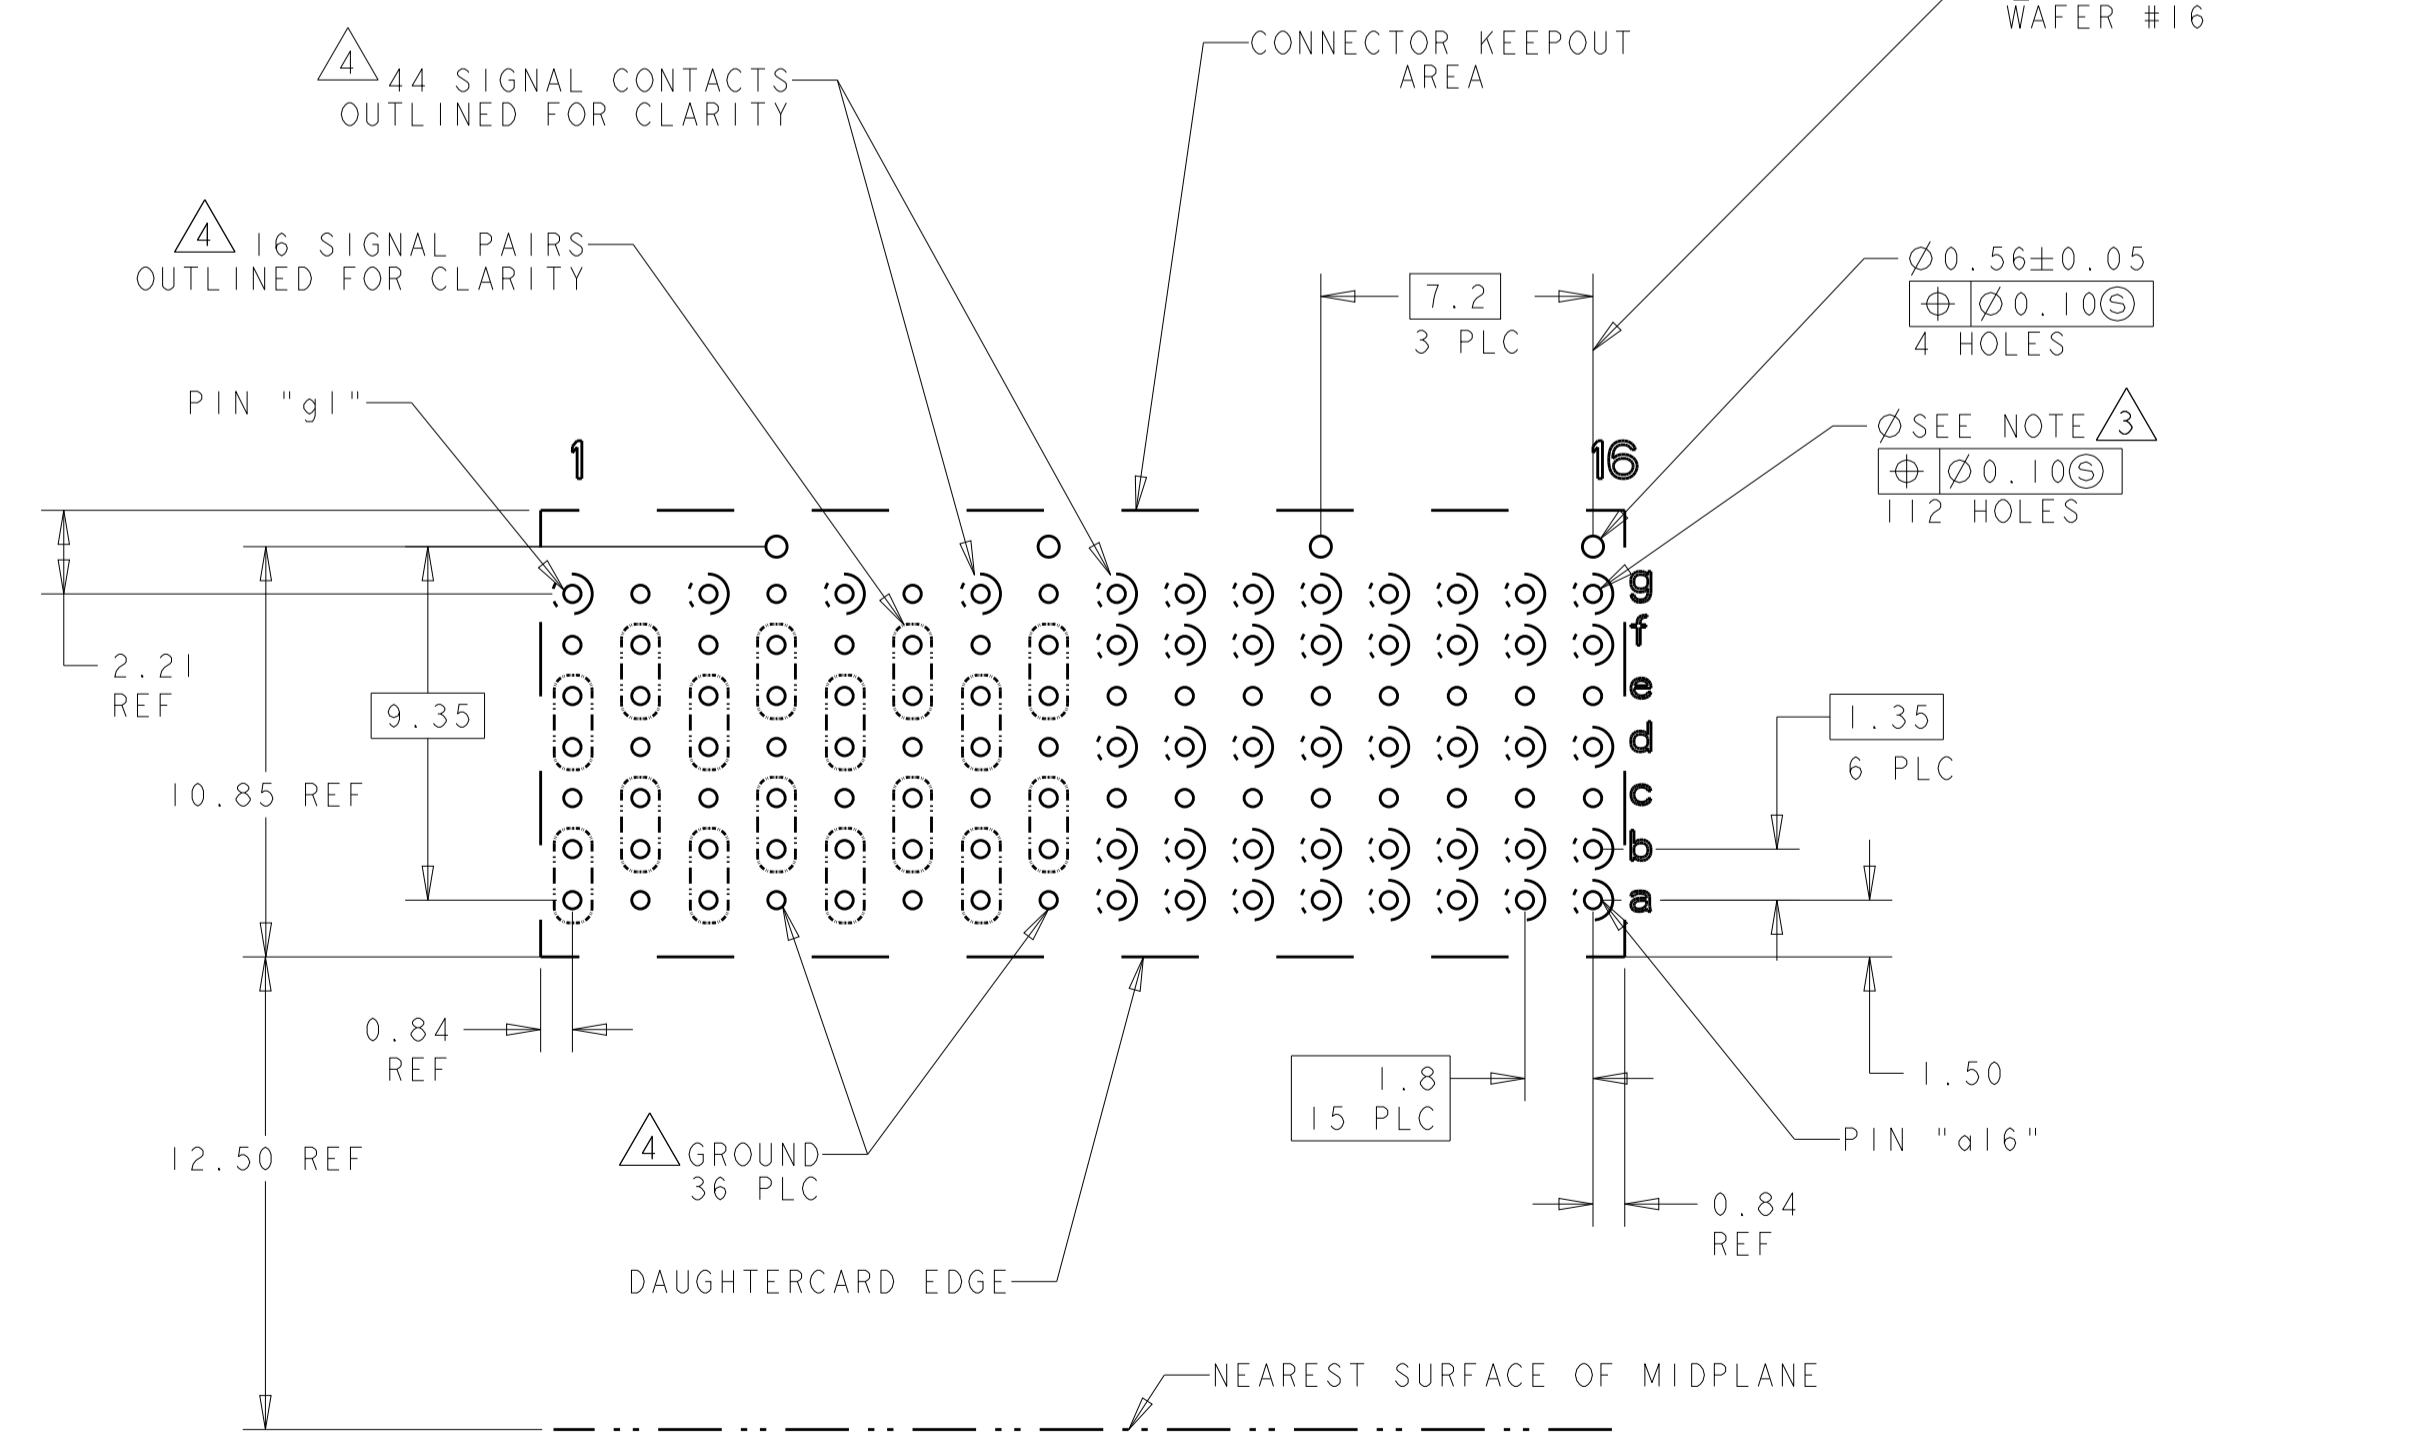 WAFER #16
4 44 SIGNAL CONTACTS
OUTLINED FOR CLARITY
CONNECTOR KEEPOUT
AREA
4 16 SIGNAL PAIRS
OUTLINED FOR CLARITY
7.2
3 PLC
Ø0.56±0.05
⌖ Ø0.10Ⓢ
4 HOLES
PIN "g1"
ØSEE NOTE 3
⌖ Ø0.10Ⓢ
112 HOLES
1
16
g
f
e
d
c
b
a
2.21
REF
9.35
10.85 REF
1.35
6 PLC
0.84
REF
1.8
15 PLC
1.50
PIN "a16"
4 GROUND
36 PLC
12.50 REF
0.84
REF
DAUGHTERCARD EDGE
NEAREST SURFACE OF MIDPLANE